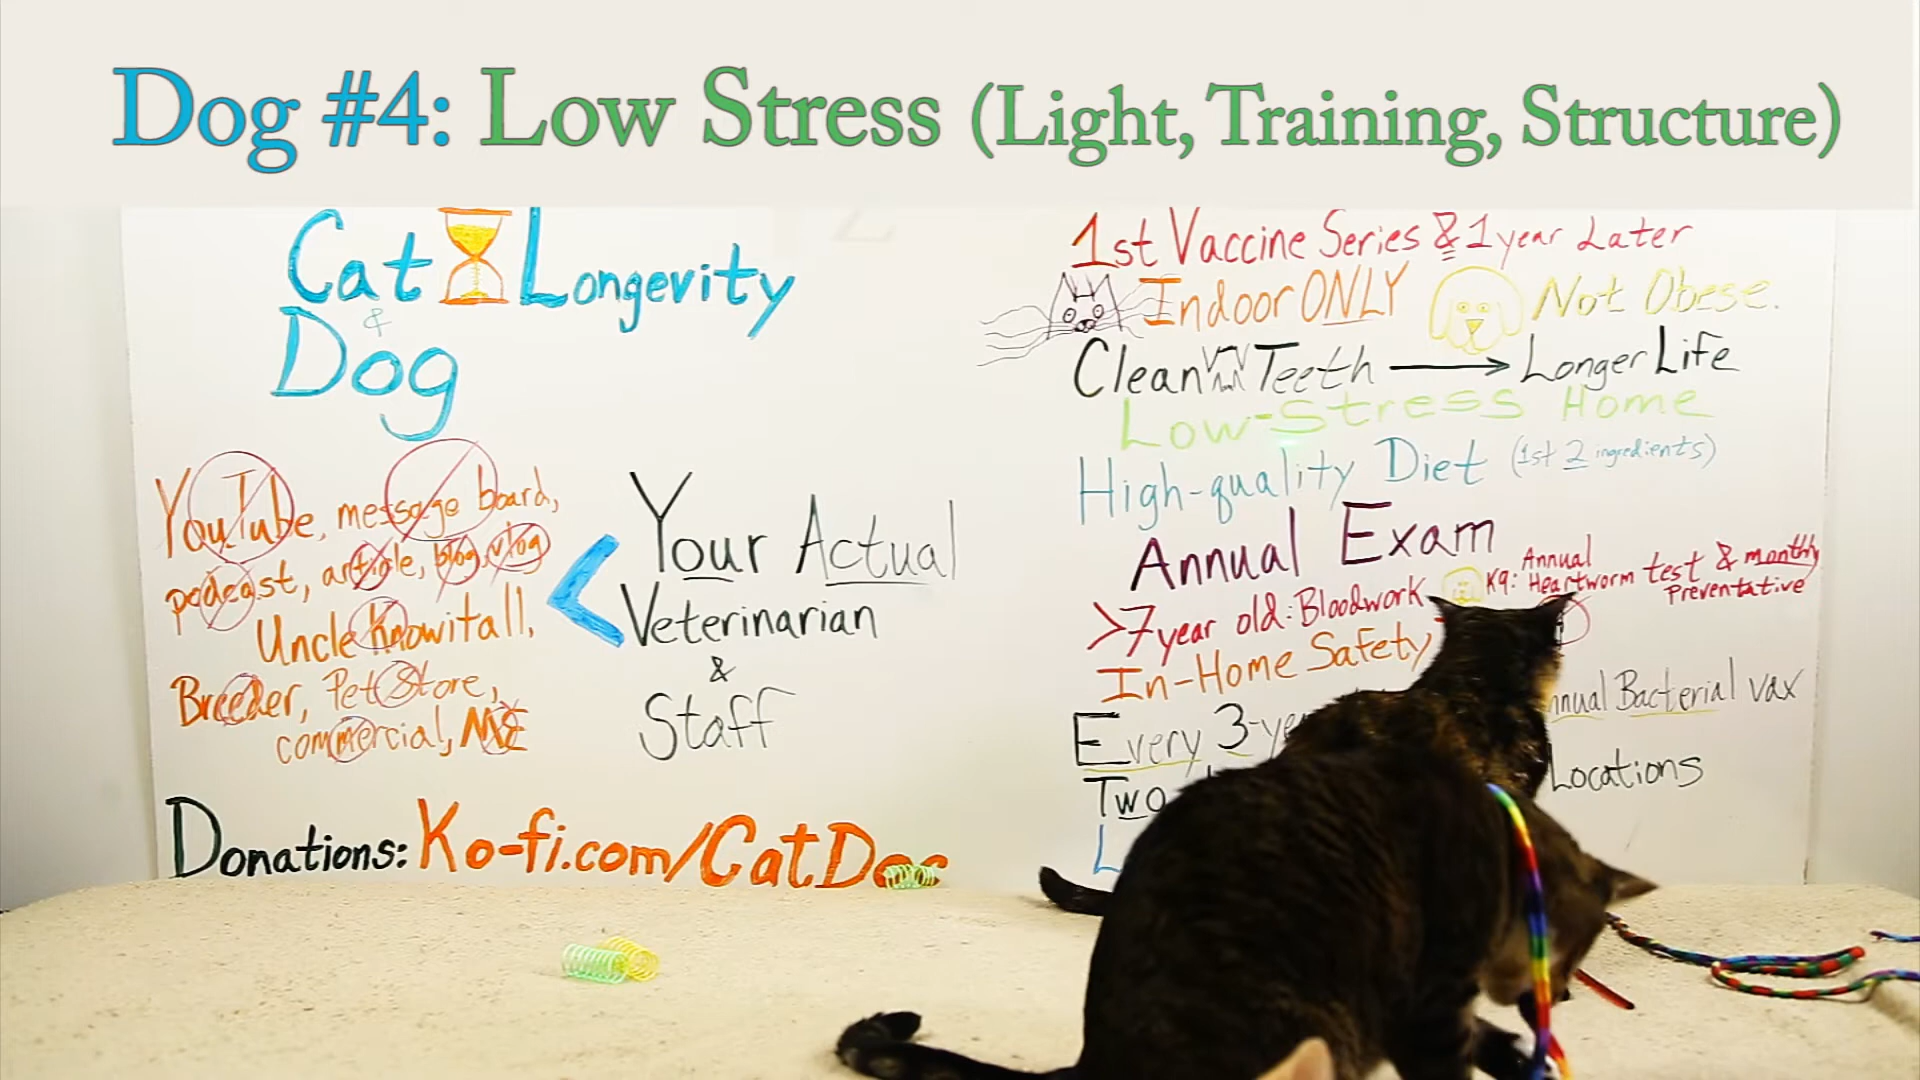 Dog #4: Low Stress (Light, Training, Structure)
Cat Longevity
&
Dog
YouTube, message board,
podcast, article, blog, vlog
Uncle Knowitall,
Breeder, Pet Store,
commercial, ME
<
Your Actual
Veterinarian
&
Staff
Donations: Ko-fi.com/CatDoc
1st Vaccine Series & 1 year Later
Indoor ONLY
Not Obese.
Clean Teeth → Longer Life
Low-Stress Home
High-quality Diet (1st 2 ingredients)
Annual Exam
>7 year old: Bloodwork
K9: Annual Heartworm test & monthly Preventative
In-Home Safety
Every 3-ye
nnual Bacterial vax
Two
Locations
L